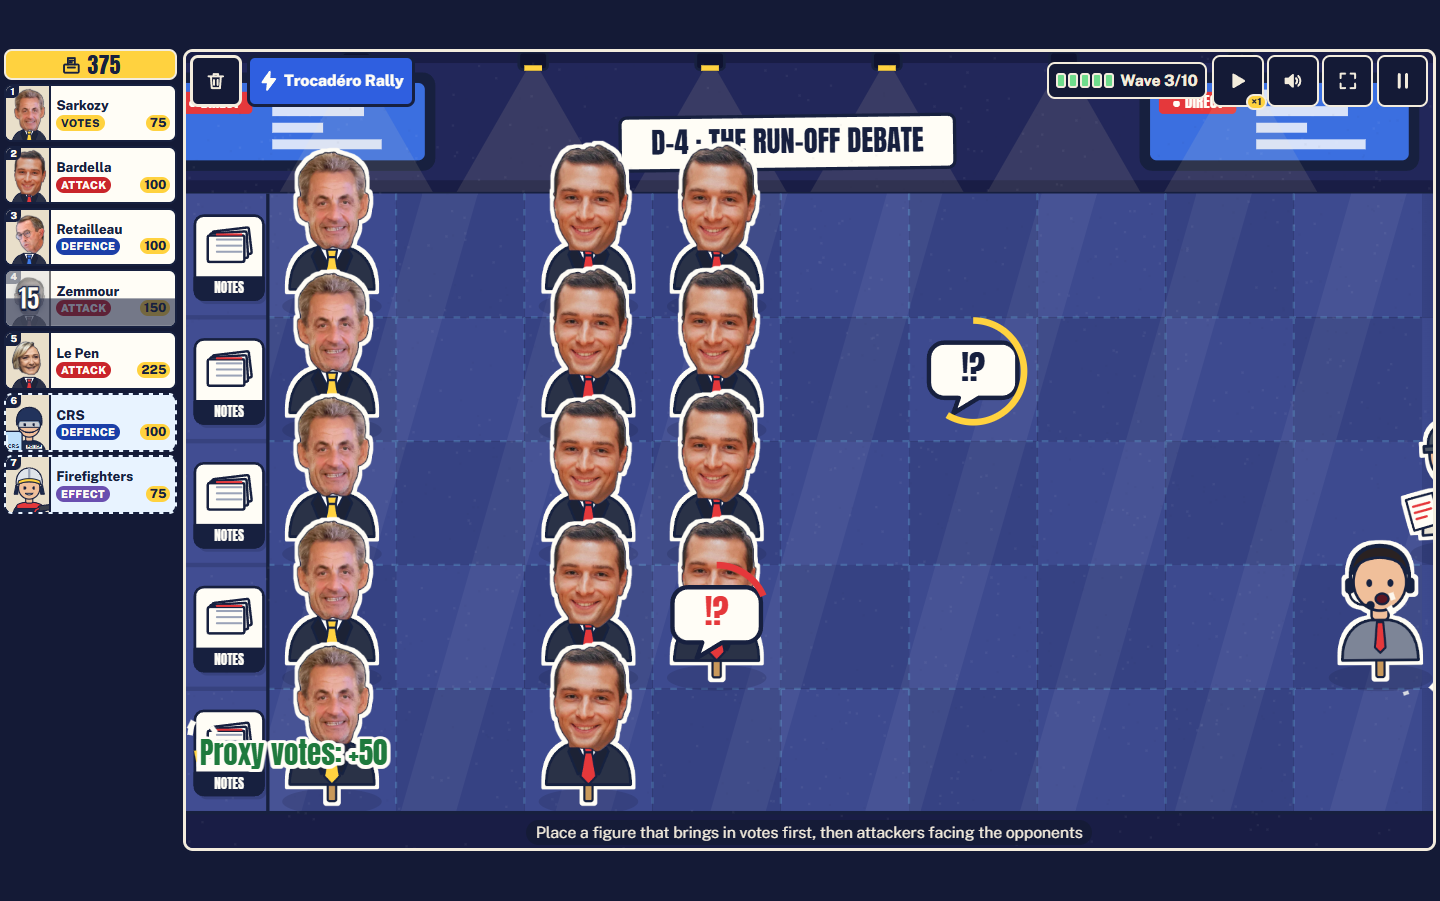 375
1
Sarkozy
VOTES
75
2
Bardella
ATTACK
100
3
Retailleau
DEFENCE
100
4
15
Zemmour
ATTACK
150
5
Le Pen
ATTACK
225
6
CRS
DEFENCE
100
7
Firefighters
EFFECT
75
Trocadéro Rally
Wave 3/10
×1
DIRECT
D-4 : THE RUN-OFF DEBATE
NOTES
!?
NOTES
NOTES
!?
NOTES
Proxy votes: +50
NOTES
Place a figure that brings in votes first, then attackers facing the opponents